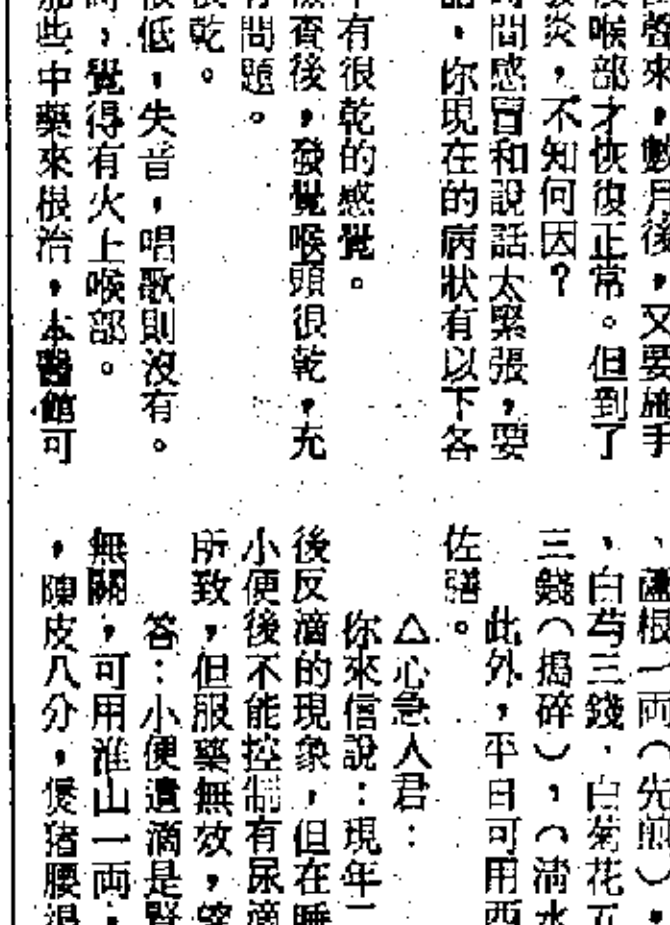 聲來，數月後，又要施手
喉部才恢復正常。但到了
發炎，不知何因？
間感冒和說話太緊張，要
，你現在的病狀有以下各
有很乾的感覺。
檢查後，發覺喉頭很乾，充
問題。
很乾。
很低，失音，唱歌則沒有。
，覺得有火上喉部。
那些中藥來根治，本醫館可
、蘆根一両（先煎），
、白芍三錢、白菊花五
三錢（搗碎），（清水
此外，平日可用西
佐膳。
△心急人君：
你來信說：現年二
後反滴的現象，但在睡
小便後不能控制有尿滴
所致，但服藥無效，望
答：小便遺滴是腎
無關，可用淮山一両，
，陳皮八分，煲猪腰湯